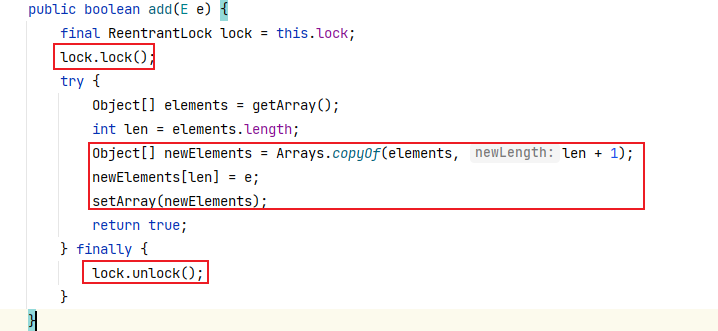 public boolean add(E e) {
final ReentrantLock lock = this.lock;
lock.lock();
try {
Object[] elements = getArray();
int len = elements.length;
Object[] newElements = Arrays.copyOf(elements, newLength: len + 1);
newElements[len] = e;
setArray(newElements);
return true;
} finally {
lock.unlock();
}
}